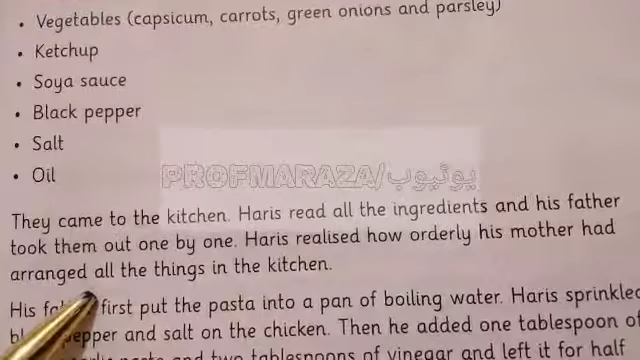 • Vegetables (capsicum, carrots, green onions and parsley)
• Ketchup
• Soya sauce
• Black pepper
• Salt
• Oil
PROFMARAZA/یوٹیوب
They came to the kitchen. Haris read all the ingredients and his father
took them out one by one. Haris realised how orderly his mother had
arranged all the things in the kitchen.
His first put the pasta into a pan of boiling water. Haris sprinkled
pepper and salt on the chicken. Then he added one tablespoon of
paste and two tablespoons of vinegar and left it for half